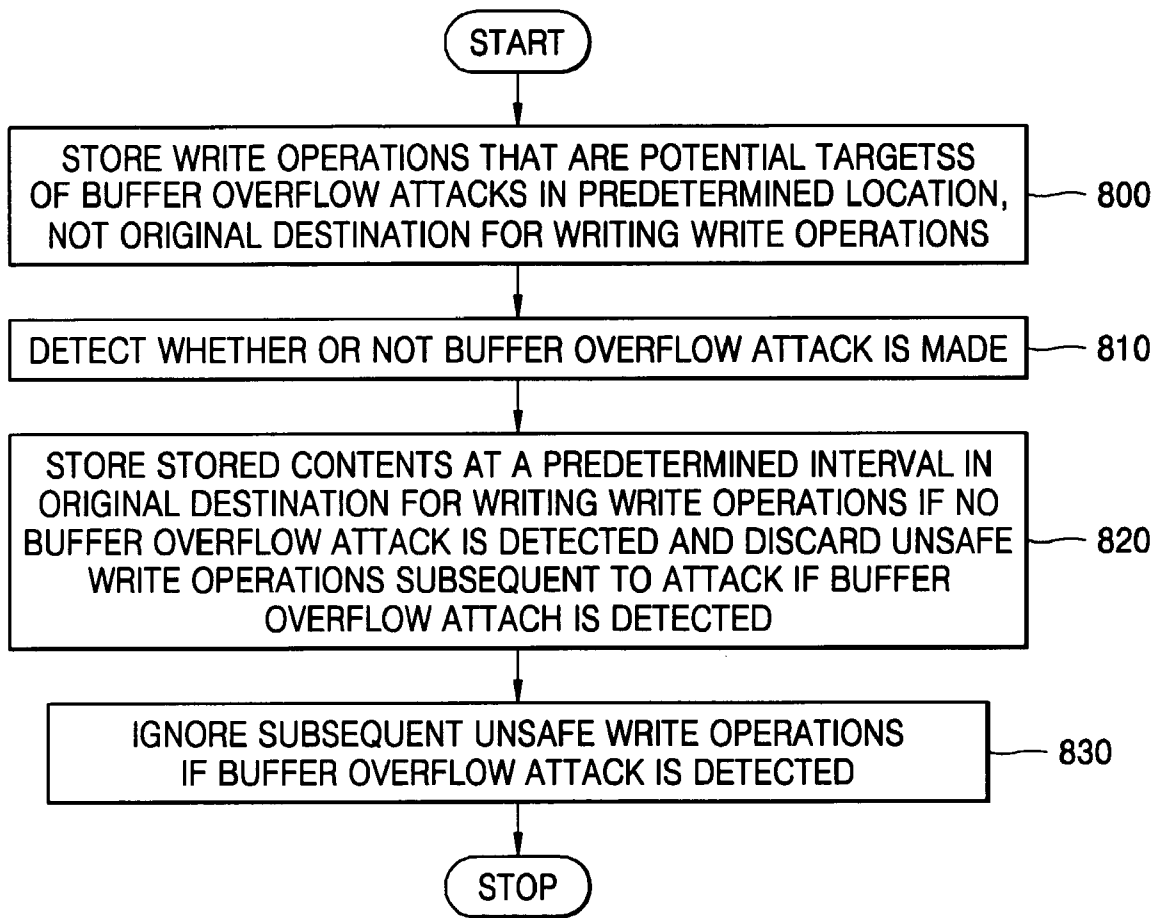 START
STORE WRITE OPERATIONS THAT ARE POTENTIAL TARGETSS
OF BUFFER OVERFLOW ATTACKS IN PREDETERMINED LOCATION,
NOT ORIGINAL DESTINATION FOR WRITING WRITE OPERATIONS
800
DETECT WHETHER OR NOT BUFFER OVERFLOW ATTACK IS MADE
810
STORE STORED CONTENTS AT A PREDETERMINED INTERVAL IN
ORIGINAL DESTINATION FOR WRITING WRITE OPERATIONS IF NO
BUFFER OVERFLOW ATTACK IS DETECTED AND DISCARD UNSAFE
WRITE OPERATIONS SUBSEQUENT TO ATTACK IF BUFFER
OVERFLOW ATTACH IS DETECTED
820
IGNORE SUBSEQUENT UNSAFE WRITE OPERATIONS
IF BUFFER OVERFLOW ATTACK IS DETECTED
830
STOP